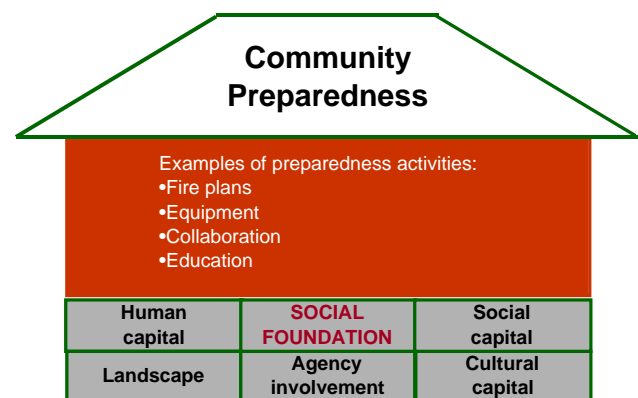 Community
Preparedness
Examples of preparedness activities:
•Fire plans
•Equipment
•Collaboration
•Education
Human
capital
SOCIAL
FOUNDATION
Social
capital
Landscape
Agency
involvement
Cultural
capital